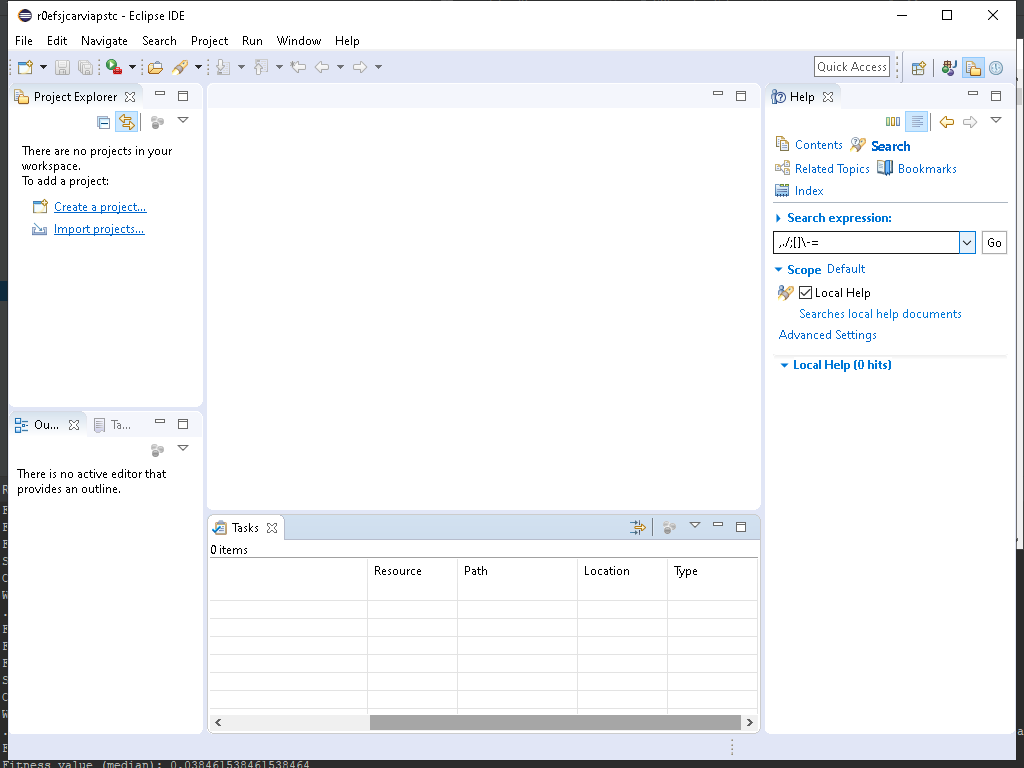 r0efsjcarviapstc - Eclipse IDE
File Edit Navigate Search Project Run Window Help
Quick Access
Project Explorer
There are no projects in your
workspace.
To add a project:
Create a project...
Import projects...
Ou...
Ta...
There is no active editor that
provides an outline.
Tasks
0 items
Resource Path Location Type
Help
Contents Search
Related Topics Bookmarks
Index
Search expression:
,./;[]\-=
Go
Scope Default
Local Help
Searches local help documents
Advanced Settings
Local Help (0 hits)
Fitness value (median): 0.038461538461538464